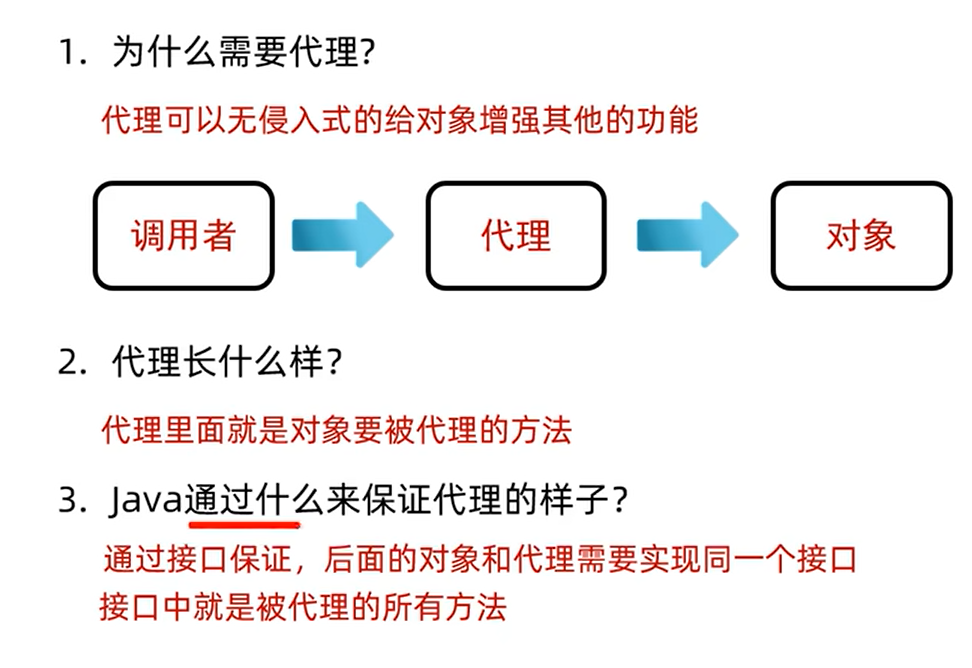 1. 为什么需要代理?
代理可以无侵入式的给对象增强其他的功能
调用者 代理 对象
2. 代理长什么样?
代理里面就是对象要被代理的方法
3. Java通过什么来保证代理的样子?
通过接口保证，后面的对象和代理需要实现同一个接口
接口中就是被代理的所有方法